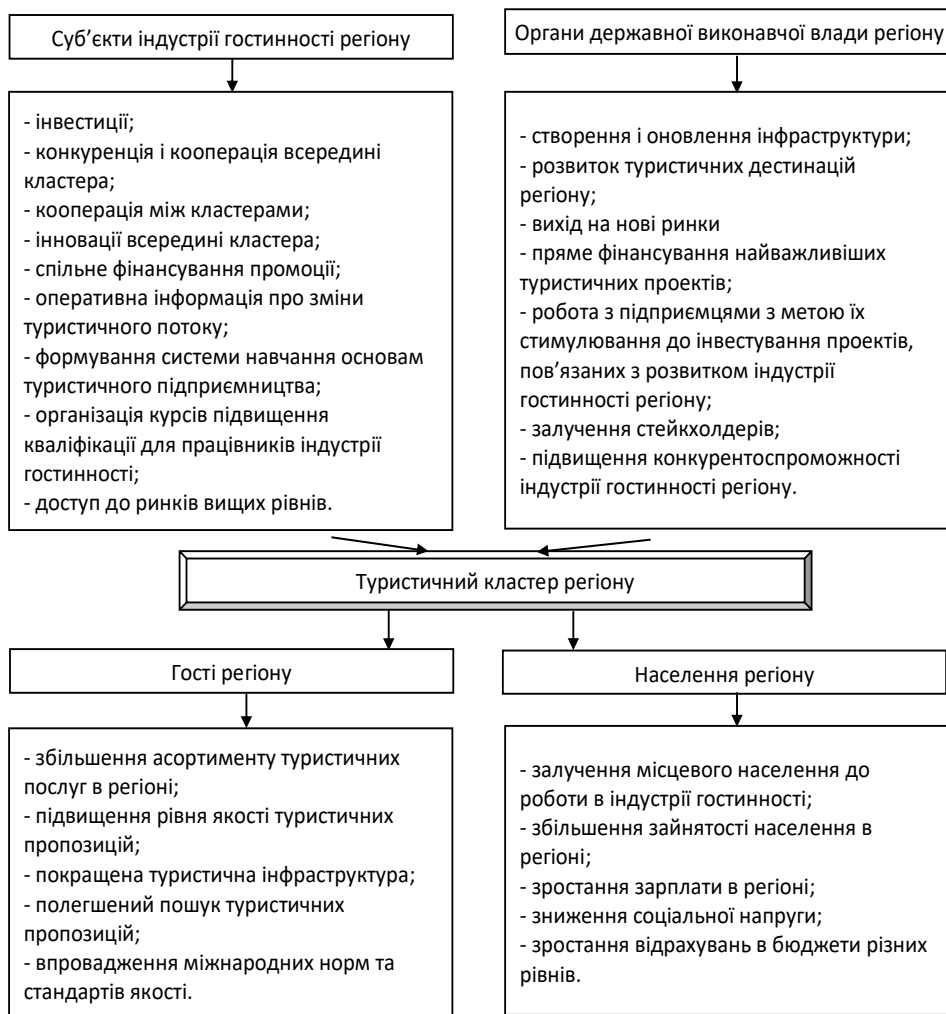 Суб’єкти індустрії гостинності регіону
Органи державної виконавчої влади регіону
- інвестиції;
- конкуренція і кооперація всередині
кластера;
- кооперація між кластерами;
- інновації всередині кластера;
- спільне фінансування промоції;
- оперативна інформація про зміни
туристичного потоку;
- формування системи навчання основам
туристичного підприємництва;
- організація курсів підвищення
кваліфікації для працівників індустрії
гостинності;
- доступ до ринків вищих рівнів.
- створення і оновлення інфраструктури;
- розвиток туристичних дестинацій
регіону;
- вихід на нові ринки
- пряме фінансування найважливіших
туристичних проектів;
- робота з підприємцями з метою їх
стимулювання до інвестування проектів,
пов’язаних з розвитком індустрії
гостинності регіону;
- залучення стейкхолдерів;
- підвищення конкурентоспроможності
індустрії гостинності регіону.
Туристичний кластер регіону
Гості регіону
Населення регіону
- збільшення асортименту туристичних
послуг в регіоні;
- підвищення рівня якості туристичних
пропозицій;
- покращена туристична інфраструктура;
- полегшений пошук туристичних
пропозицій;
- впровадження міжнародних норм та
стандартів якості.
- залучення місцевого населення до
роботи в індустрії гостинності;
- збільшення зайнятості населення в
регіоні;
- зростання зарплати в регіоні;
- зниження соціальної напруги;
- зростання відрахувань в бюджети різних
рівнів.